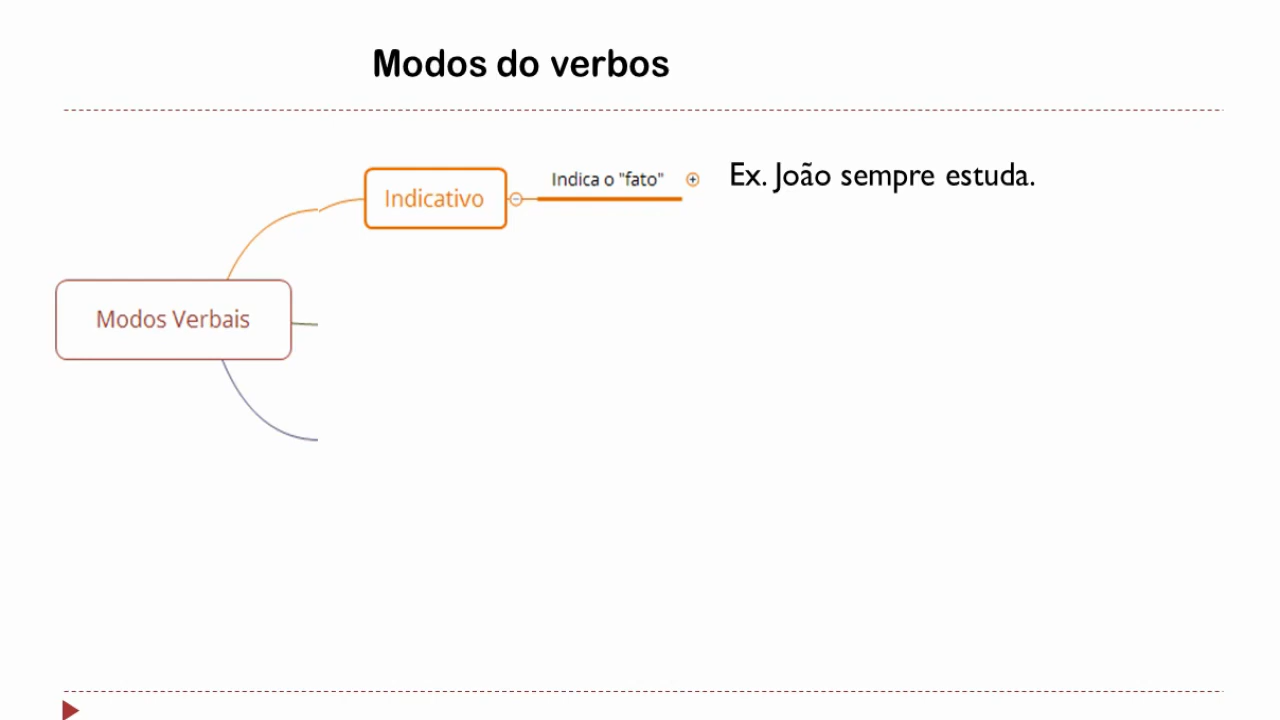 Modos do verbos
Indicativo
Indica o "fato"
Ex. João sempre estuda.
Modos Verbais